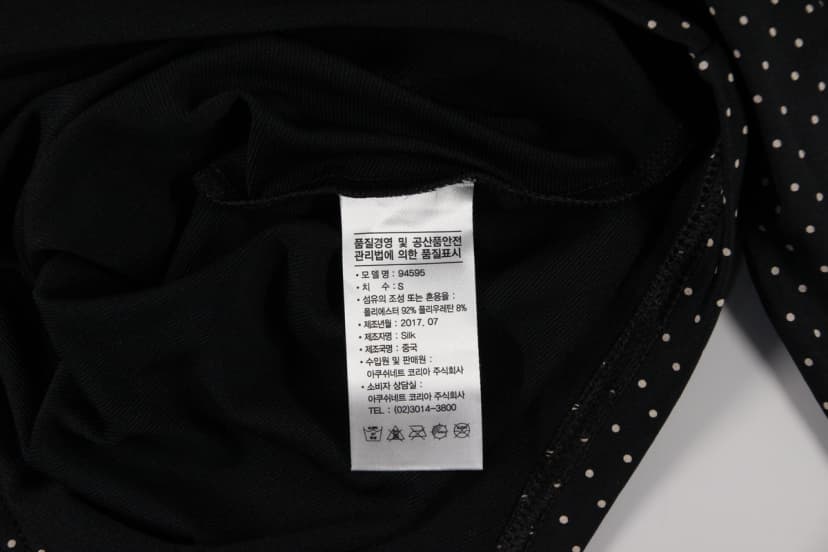 품질경영 및 공산품안전
관리법에 의한 품질표시
• 모 델 명 : 94595
• 치 수 : S
• 섬유의 조성 또는 혼용율 :
폴리에스터 92% 폴리우레탄 8%
• 제조년월 : 2017. 07
• 제조자명 : Silk
• 제조국명 : 중국
• 수입원 및 판매원 :
아쿠쉬네트 코리아 주식회사
• 소비자 상담실 :
아쿠쉬네트 코리아 주식회사
TEL : (02)3014-3800